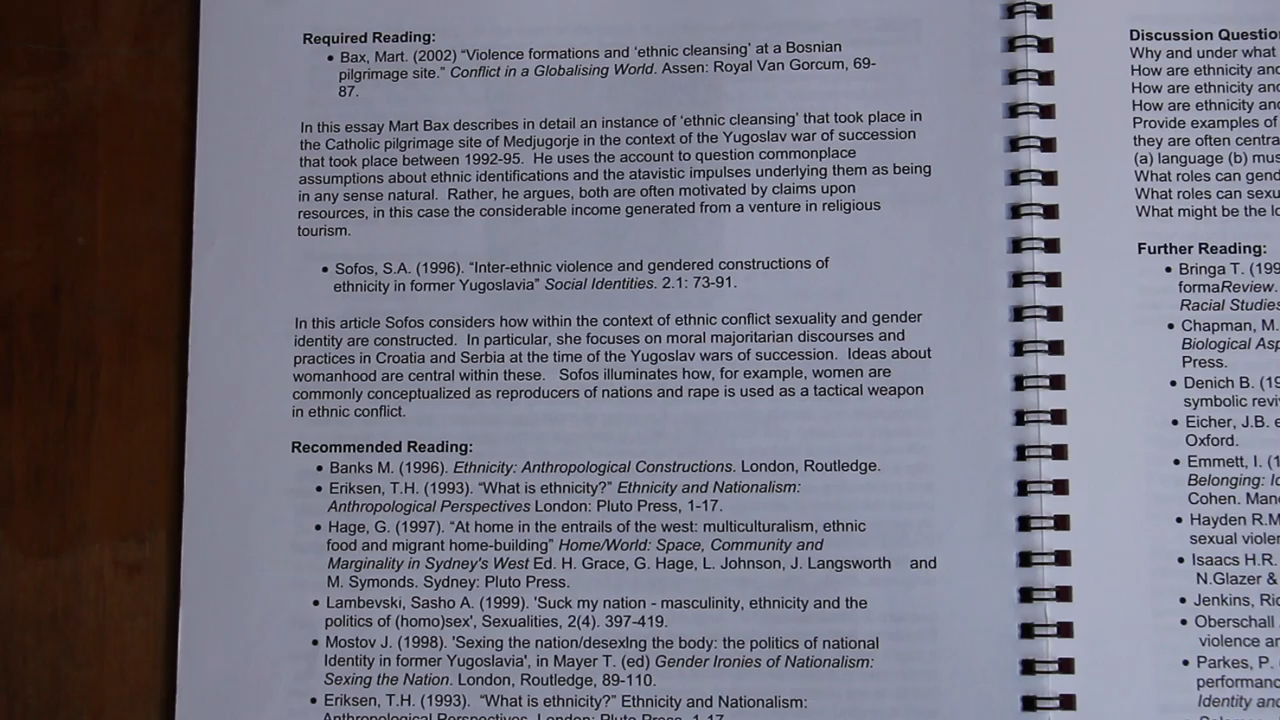 Required Reading:
• Bax, Mart. (2002) “Violence formations and ‘ethnic cleansing’ at a Bosnian
pilgrimage site.” Conflict in a Globalising World. Assen: Royal Van Gorcum, 69-
87.
In this essay Mart Bax describes in detail an instance of ‘ethnic cleansing’ that took place in
the Catholic pilgrimage site of Medjugorje in the context of the Yugoslav war of succession
that took place between 1992-95. He uses the account to question commonplace
assumptions about ethnic identifications and the atavistic impulses underlying them as being
in any sense natural. Rather, he argues, both are often motivated by claims upon
resources, in this case the considerable income generated from a venture in religious
tourism.
• Sofos, S.A. (1996). “Inter-ethnic violence and gendered constructions of
ethnicity in former Yugoslavia” Social Identities. 2.1: 73-91.
In this article Sofos considers how within the context of ethnic conflict sexuality and gender
identity are constructed. In particular, she focuses on moral majoritarian discourses and
practices in Croatia and Serbia at the time of the Yugoslav wars of succession. Ideas about
womanhood are central within these. Sofos illuminates how, for example, women are
commonly conceptualized as reproducers of nations and rape is used as a tactical weapon
in ethnic conflict.
Recommended Reading:
• Banks M. (1996). Ethnicity: Anthropological Constructions. London, Routledge.
• Eriksen, T.H. (1993). “What is ethnicity?” Ethnicity and Nationalism:
Anthropological Perspectives London: Pluto Press, 1-17.
• Hage, G. (1997). “At home in the entrails of the west: multiculturalism, ethnic
food and migrant home-building” Home/World: Space, Community and
Marginality in Sydney's West Ed. H. Grace, G. Hage, L. Johnson, J. Langsworth and
M. Symonds. Sydney: Pluto Press.
• Lambevski, Sasho A. (1999). 'Suck my nation - masculinity, ethnicity and the
politics of (homo)sex', Sexualities, 2(4). 397-419.
• Mostov J. (1998). 'Sexing the nation/desexing the body: the politics of national
Identity in former Yugoslavia', in Mayer T. (ed) Gender Ironies of Nationalism:
Sexing the Nation. London, Routledge, 89-110.
• Eriksen, T.H. (1993). “What is ethnicity?” Ethnicity and Nationalism:
Anthropological Perspectives London: Pluto Press, 1-17
Discussion Questio
Why and under what
How are ethnicity and
How are ethnicity and
How are ethnicity and
Provide examples of
they are often centra
(a) language (b) mus
What roles can gend
What roles can sexu
What might be the lo
Further Reading:
• Bringa T. (199
formaReview.
Racial Studies
• Chapman, M.
Biological Asp
Press.
• Denich B. (19
symbolic revi
• Eicher, J.B. e
Oxford.
• Emmett, I. (1
Belonging: Id
Cohen. Man
• Hayden R.M
sexual violen
• Isaacs H.R.
N.Glazer &
• Jenkins, Ric
• Oberschall
violence an
• Parkes, P.
performanc
Identity and